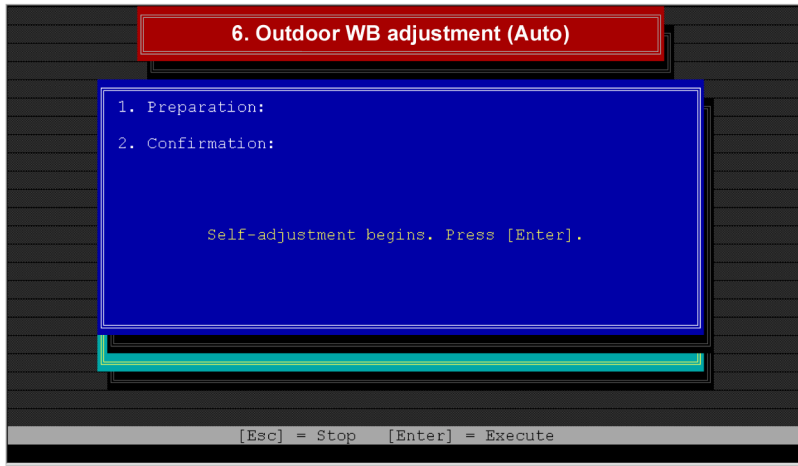 6. Outdoor WB adjustment (Auto)
1. Preparation:
2. Confirmation:
Self-adjustment begins. Press [Enter].
[Esc] = Stop [Enter] = Execute